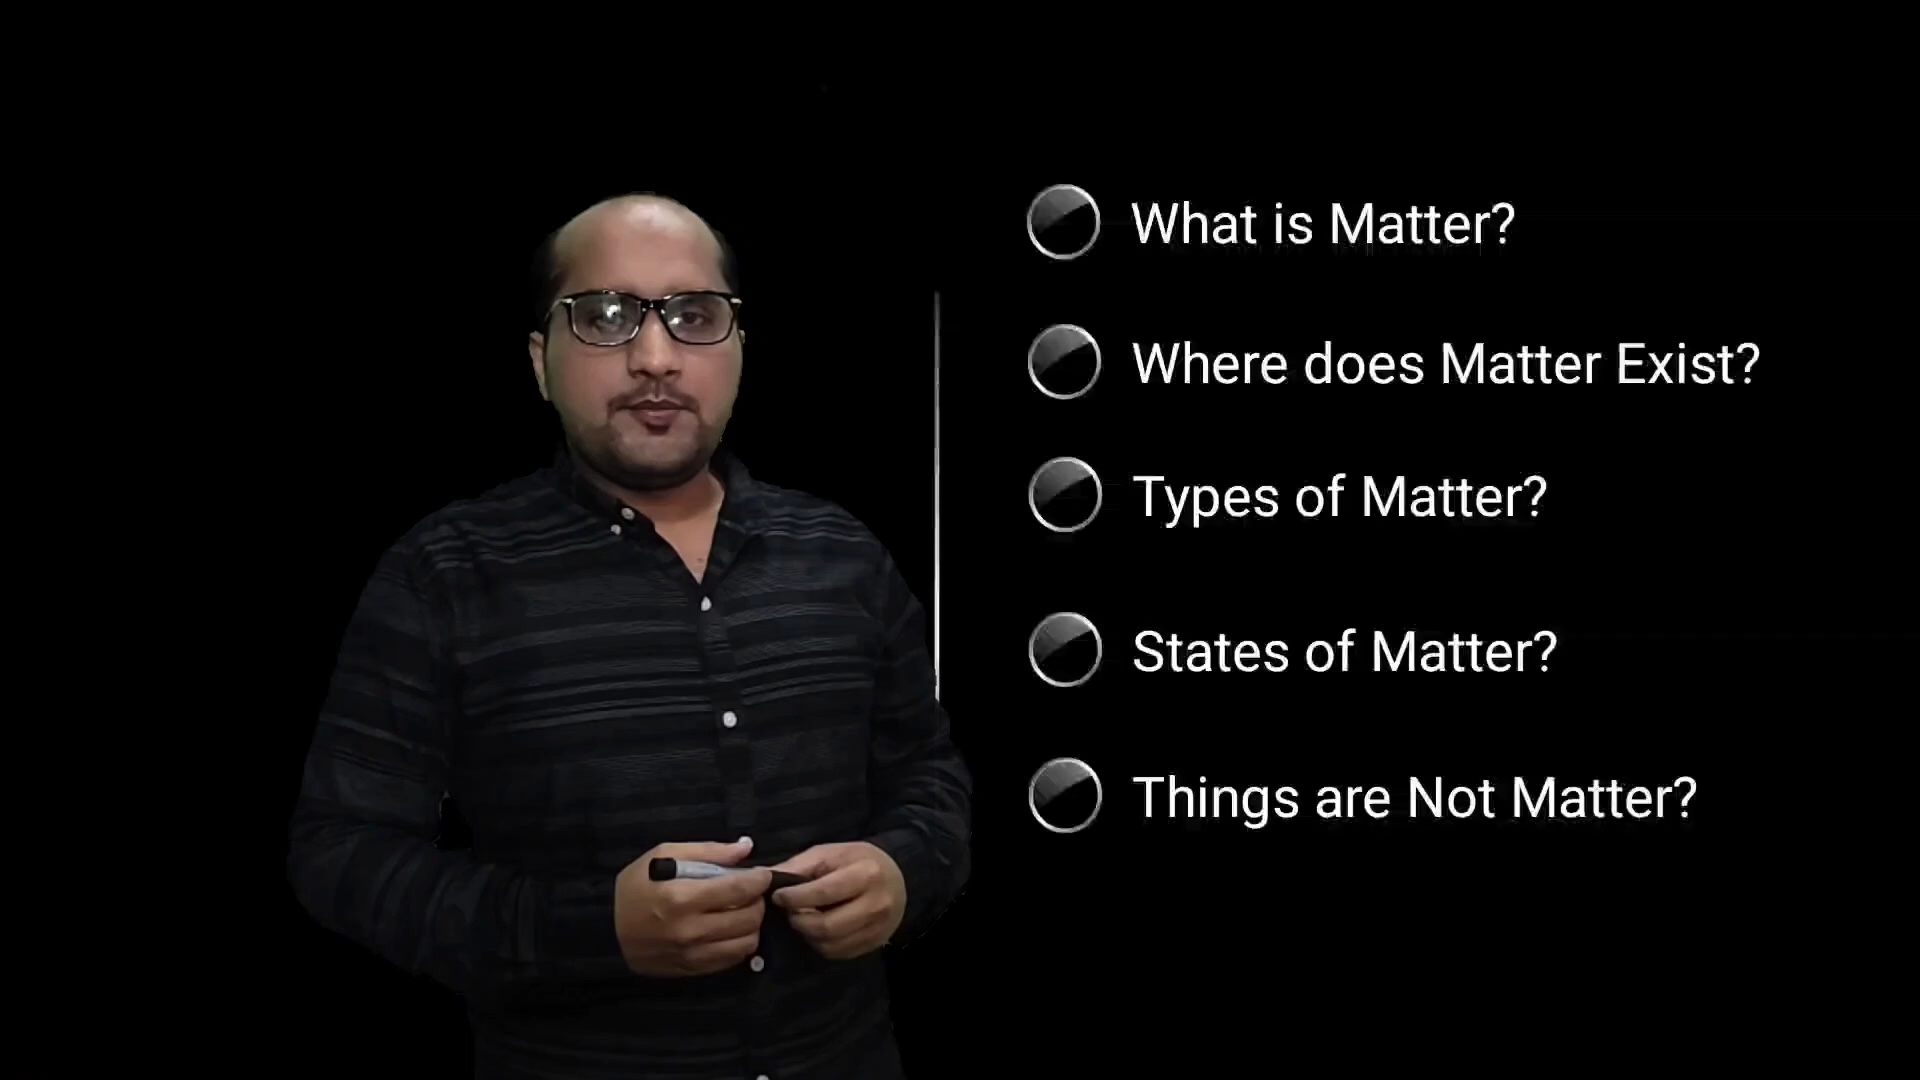 What is Matter?
Where does Matter Exist?
Types of Matter?
States of Matter?
Things are Not Matter?